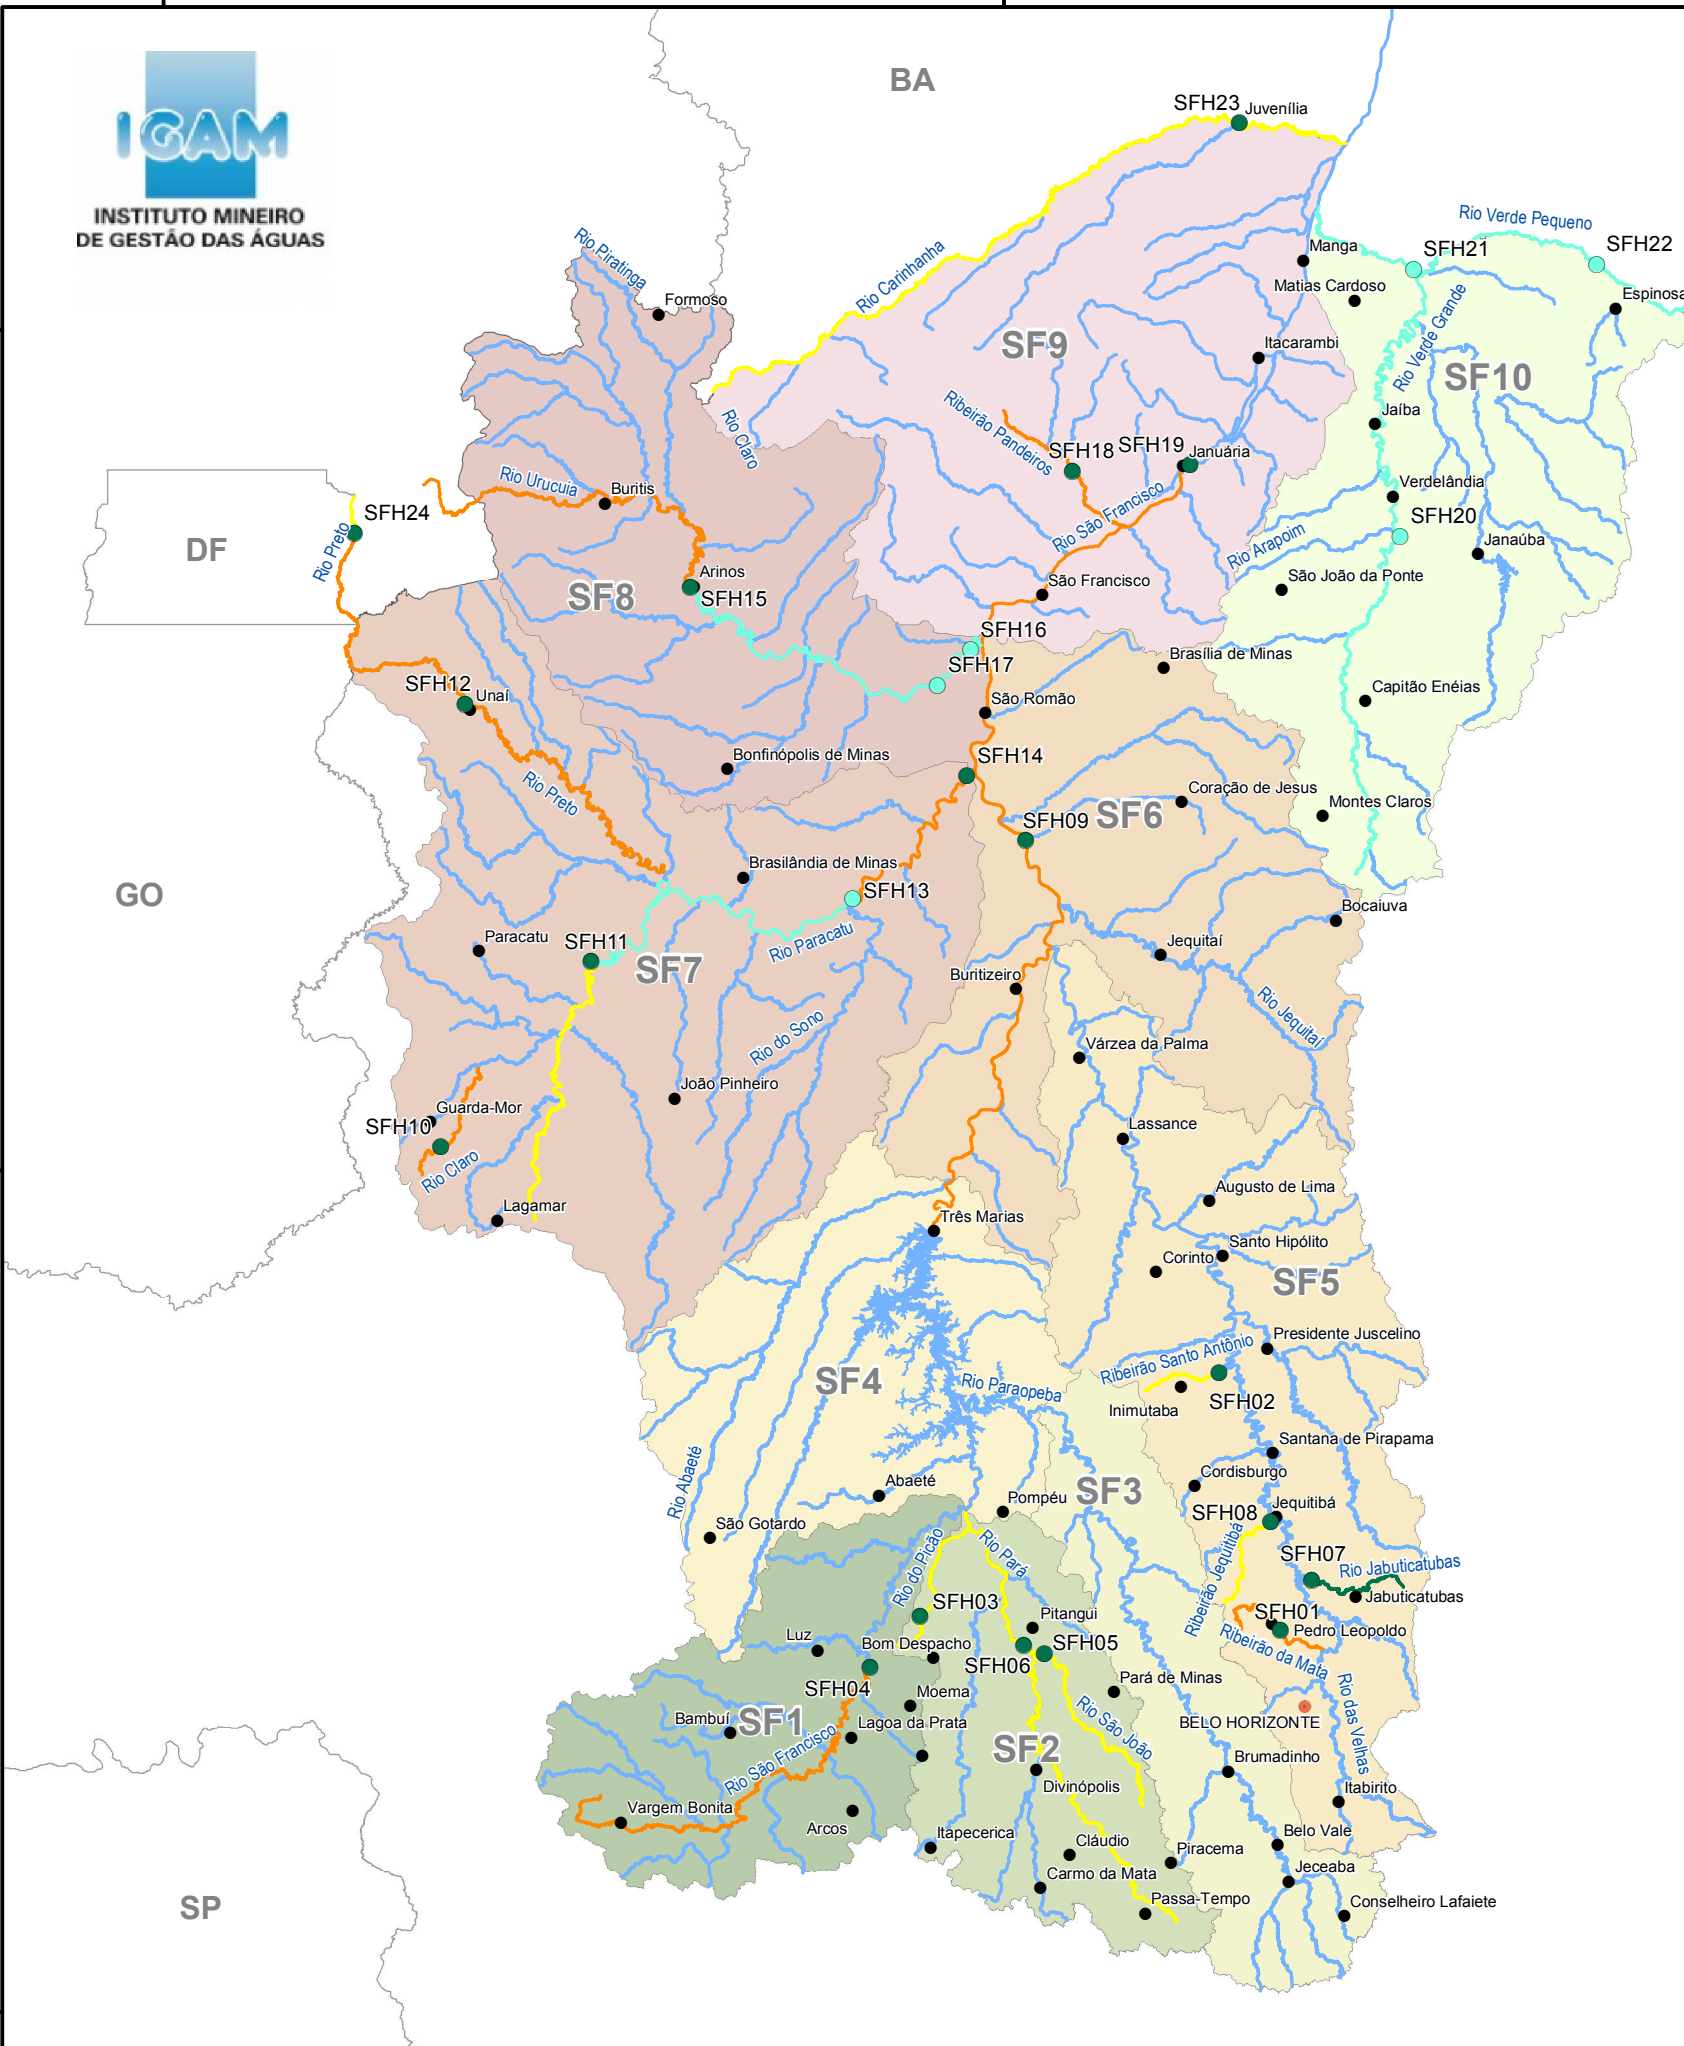 BA
IGAM
INSTITUTO MINEIRO
DE GESTÃO DAS ÁGUAS
SFH23
Juvenília
Rio Verde Pequeno
Rio Piratinga
Formoso
Rio Carinhanha
Manga
SFH21
SFH22
Matias Cardoso
Espinosa
Rio Verde Grande
SF9
Itacarambi
SF10
Rio Claro
Ribeirão Pandeiros
Jaíba
SFH18
SFH19
Januária
Rio Urucuia
Buritis
Rio São Francisco
Verdelândia
SFH24
Rio Preto
DF
SFH20
Rio Arapoim
Janaúba
Arinos
SF8
SFH15
São Francisco
São João da Ponte
SFH16
SFH17
Brasília de Minas
SFH12
Unaí
São Romão
Capitão Enéias
Bonfinópolis de Minas
SFH14
Rio Preto
Coração de Jesus
SF6
Montes Claros
SFH09
Brasilândia de Minas
GO
SFH13
Bocaiuva
Paracatu
SFH11
Rio Paracatu
SF7
Jequitaí
Buritizeiro
Rio Jequitaí
Rio do Sono
Várzea da Palma
João Pinheiro
Guarda-Mor
SFH10
Lassance
Rio Claro
Augusto de Lima
Lagamar
Três Marias
Santo Hipólito
Corinto
SF5
Presidente Juscelino
Ribeirão Santo Antônio
SF4
Rio Paraopeba
SFH02
Inimutaba
Santana de Pirapama
Rio Abaeté
Cordisburgo
Abaeté
SF3
Pompéu
SFH08
Jequitibá
São Gotardo
Rio do Picão
Rio Pará
Ribeirão Jequitibá
SFH07
Rio Jabuticatubas
Jabuticatubas
SFH03
Pitangui
SFH01
Pedro Leopoldo
Luz
Bom Despacho
SFH05
SFH06
Ribeirão da Mata
Pará de Minas
SFH04
Moema
Rio das Velhas
Bambuí
SF1
Lagoa da Prata
Rio São João
BELO HORIZONTE
Rio São Francisco
SF2
Brumadinho
Divinópolis
Vargem Bonita
Itabirito
Arcos
Itapecerica
Cláudio
Belo Vale
Piracema
Carmo da Mata
Jeceaba
Passa-Tempo
Conselheiro Lafaiete
SP